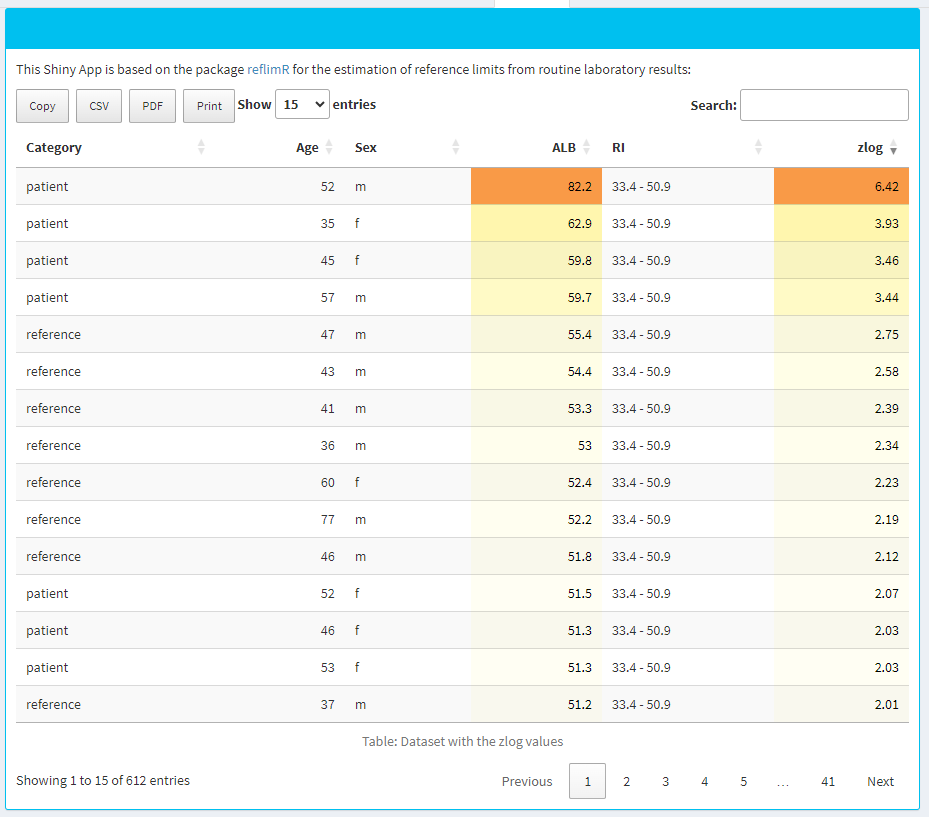 This Shiny App is based on the package reflimR for the estimation of reference limits from routine laboratory results:
Copy CSV PDF Print Show 15 entries Search:
Category Age Sex ALB RI zlog
patient 52 m 82.2 33.4 - 50.9 6.42
patient 35 f 62.9 33.4 - 50.9 3.93
patient 45 f 59.8 33.4 - 50.9 3.46
patient 57 m 59.7 33.4 - 50.9 3.44
reference 47 m 55.4 33.4 - 50.9 2.75
reference 43 m 54.4 33.4 - 50.9 2.58
reference 41 m 53.3 33.4 - 50.9 2.39
reference 36 m 53 33.4 - 50.9 2.34
reference 60 f 52.4 33.4 - 50.9 2.23
reference 77 m 52.2 33.4 - 50.9 2.19
reference 46 m 51.8 33.4 - 50.9 2.12
patient 52 f 51.5 33.4 - 50.9 2.07
patient 46 f 51.3 33.4 - 50.9 2.03
patient 53 f 51.3 33.4 - 50.9 2.03
reference 37 m 51.2 33.4 - 50.9 2.01
Table: Dataset with the zlog values
Showing 1 to 15 of 612 entries Previous 1 2 3 4 5 … 41 Next